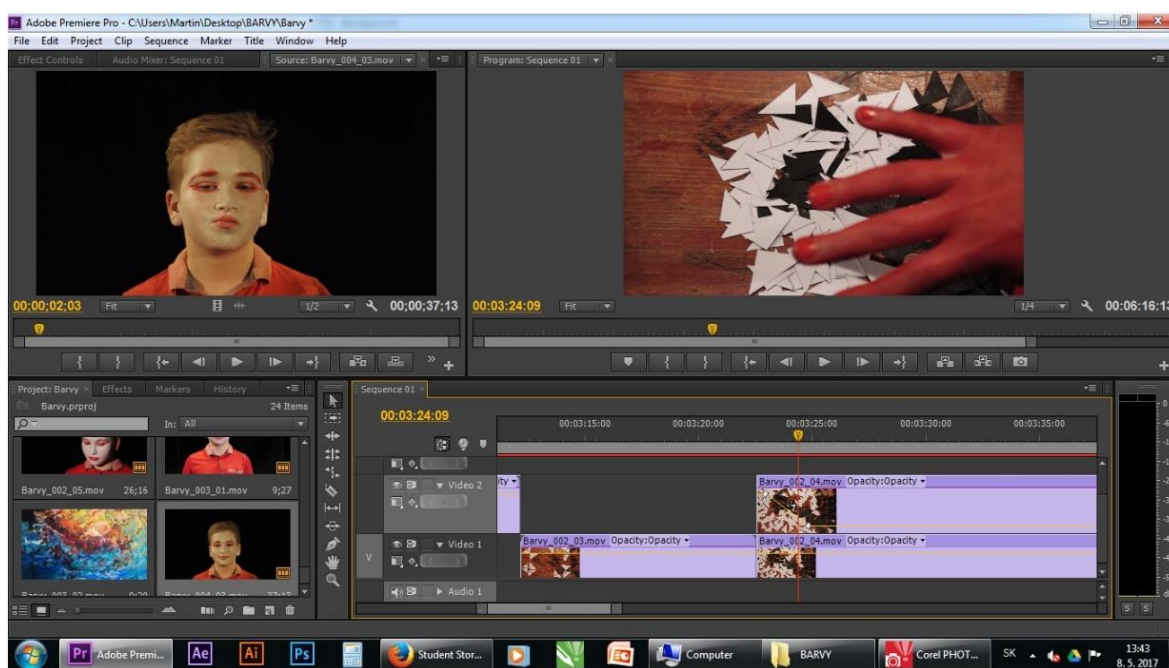 Adobe Premiere Pro - C:\Users\Martin\Desktop\BARVY\Barvy *
File Edit Project Clip Sequence Marker Title Window Help
Effect Controls Audio Mixer: Sequence 01 Source: Barvy_004_03.mov
Program: Sequence 01
00;00;02;03 Fit 1/2 00;00;37;13
00:03:24:09 Fit 1/4 00:06:16:13
Project: Barvy × Effects Markers History
Barvy.prproj 24 Items
In: All
Barvy_002_05.mov 26;16 Barvy_003_01.mov 9;27
Sequence 01 ×
00:03:24:09
00:03:15:00 00:03:20:00 00:03:25:00 00:03:30:00 00:03:35:00
Video 2
ity Barvy_002_04.mov Opacity:Opacity
V Video 1
Barvy_002_03.mov Opacity:Opacity Barvy_002_04.mov Opacity:Opacity
Audio 1
S S
Pr Adobe Premi... Ae Ai Ps Student Stor... Computer BARVY Corel PHOT... SK 13:43
8. 5. 201